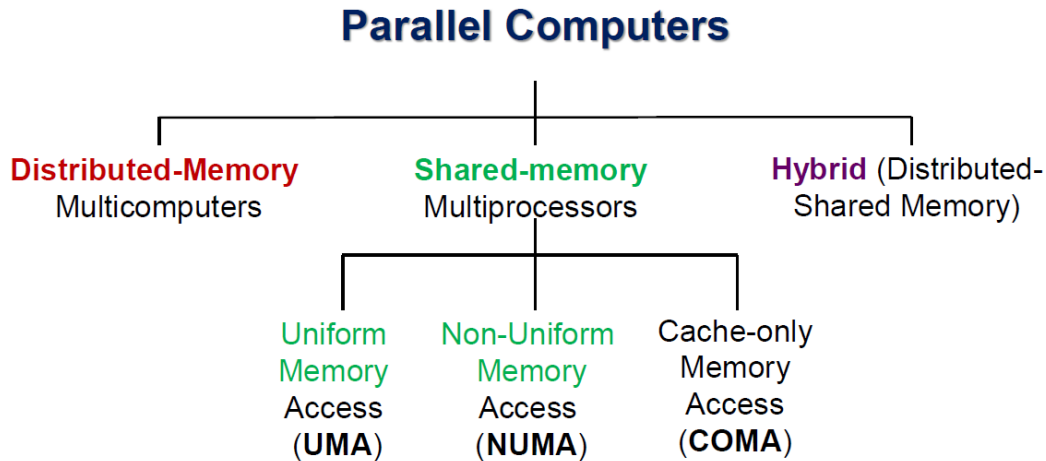 Parallel Computers
Distributed-Memory
Multicomputers
Shared-memory
Multiprocessors
Hybrid (Distributed-
Shared Memory)
Uniform
Memory
Access
(UMA)
Non-Uniform
Memory
Access
(NUMA)
Cache-only
Memory
Access
(COMA)